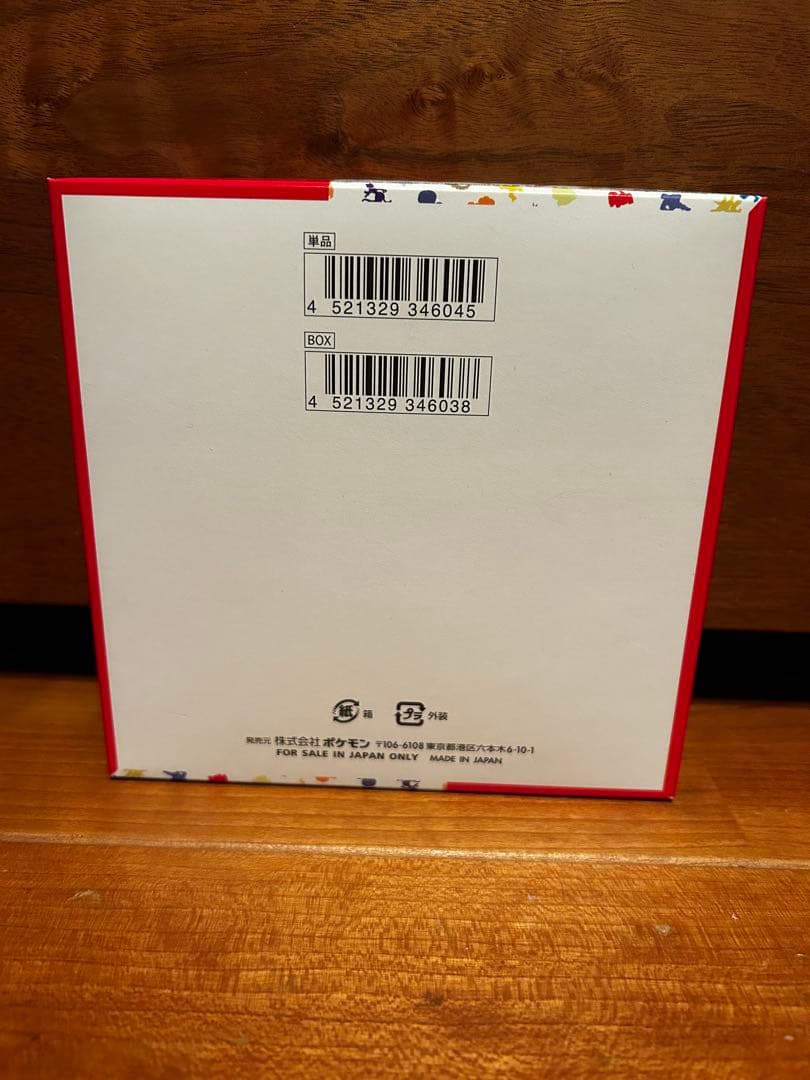 単品
4 521329 346045
BOX
4 521329 346038
紙 箱 プラ 外装
発売元 株式会社 ポケモン 〒106-6108 東京都港区六本木6-10-1
FOR SALE IN JAPAN ONLY MADE IN JAPAN